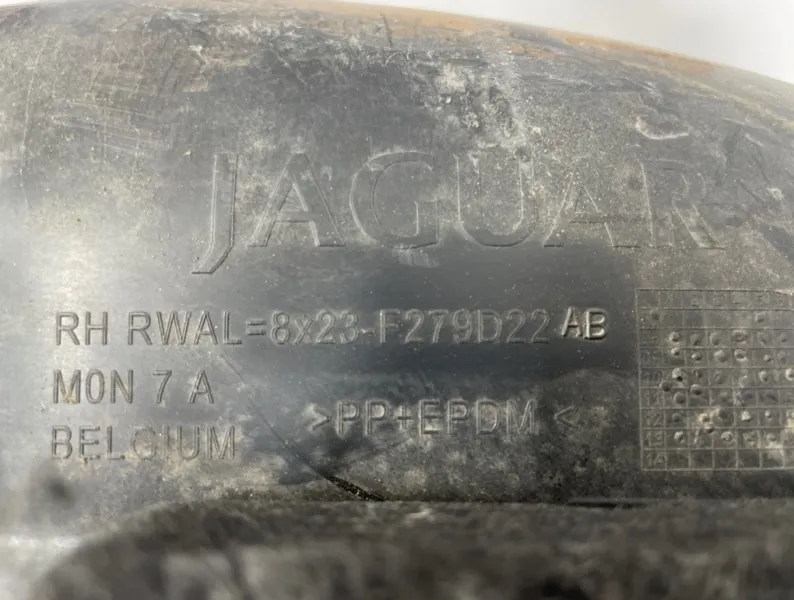 JAGUAR
RH RWAL=8x23-F279D22 AB
M0N 7 A
>PP+EPDM<
BELGIUM